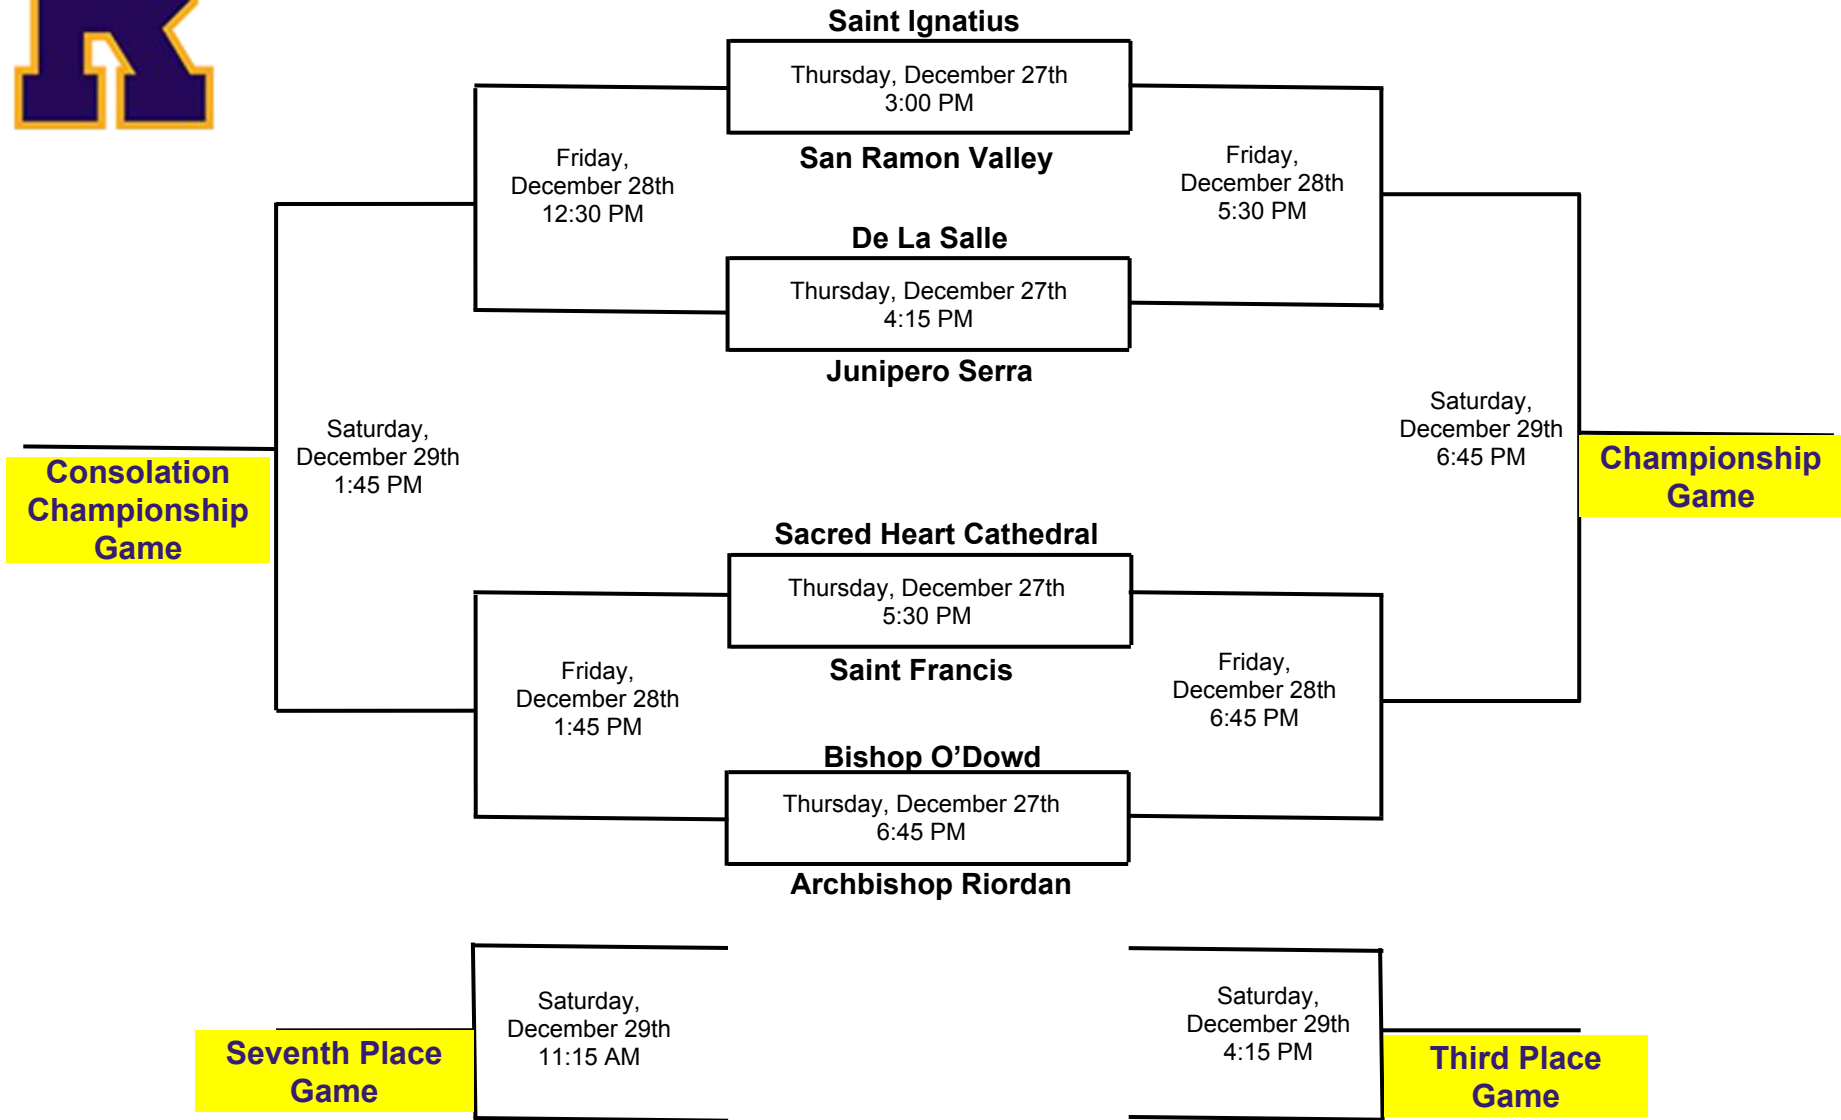 R
Saint Ignatius
Thursday, December 27th
3:00 PM
San Ramon Valley
Friday,
December 28th
12:30 PM
Friday,
December 28th
5:30 PM
De La Salle
Thursday, December 27th
4:15 PM
Junipero Serra
Saturday,
December 29th
1:45 PM
Consolation
Championship
Game
Saturday,
December 29th
6:45 PM
Championship
Game
Sacred Heart Cathedral
Thursday, December 27th
5:30 PM
Saint Francis
Friday,
December 28th
1:45 PM
Friday,
December 28th
6:45 PM
Bishop O’Dowd
Thursday, December 27th
6:45 PM
Archbishop Riordan
Saturday,
December 29th
11:15 AM
Seventh Place
Game
Saturday,
December 29th
4:15 PM
Third Place
Game